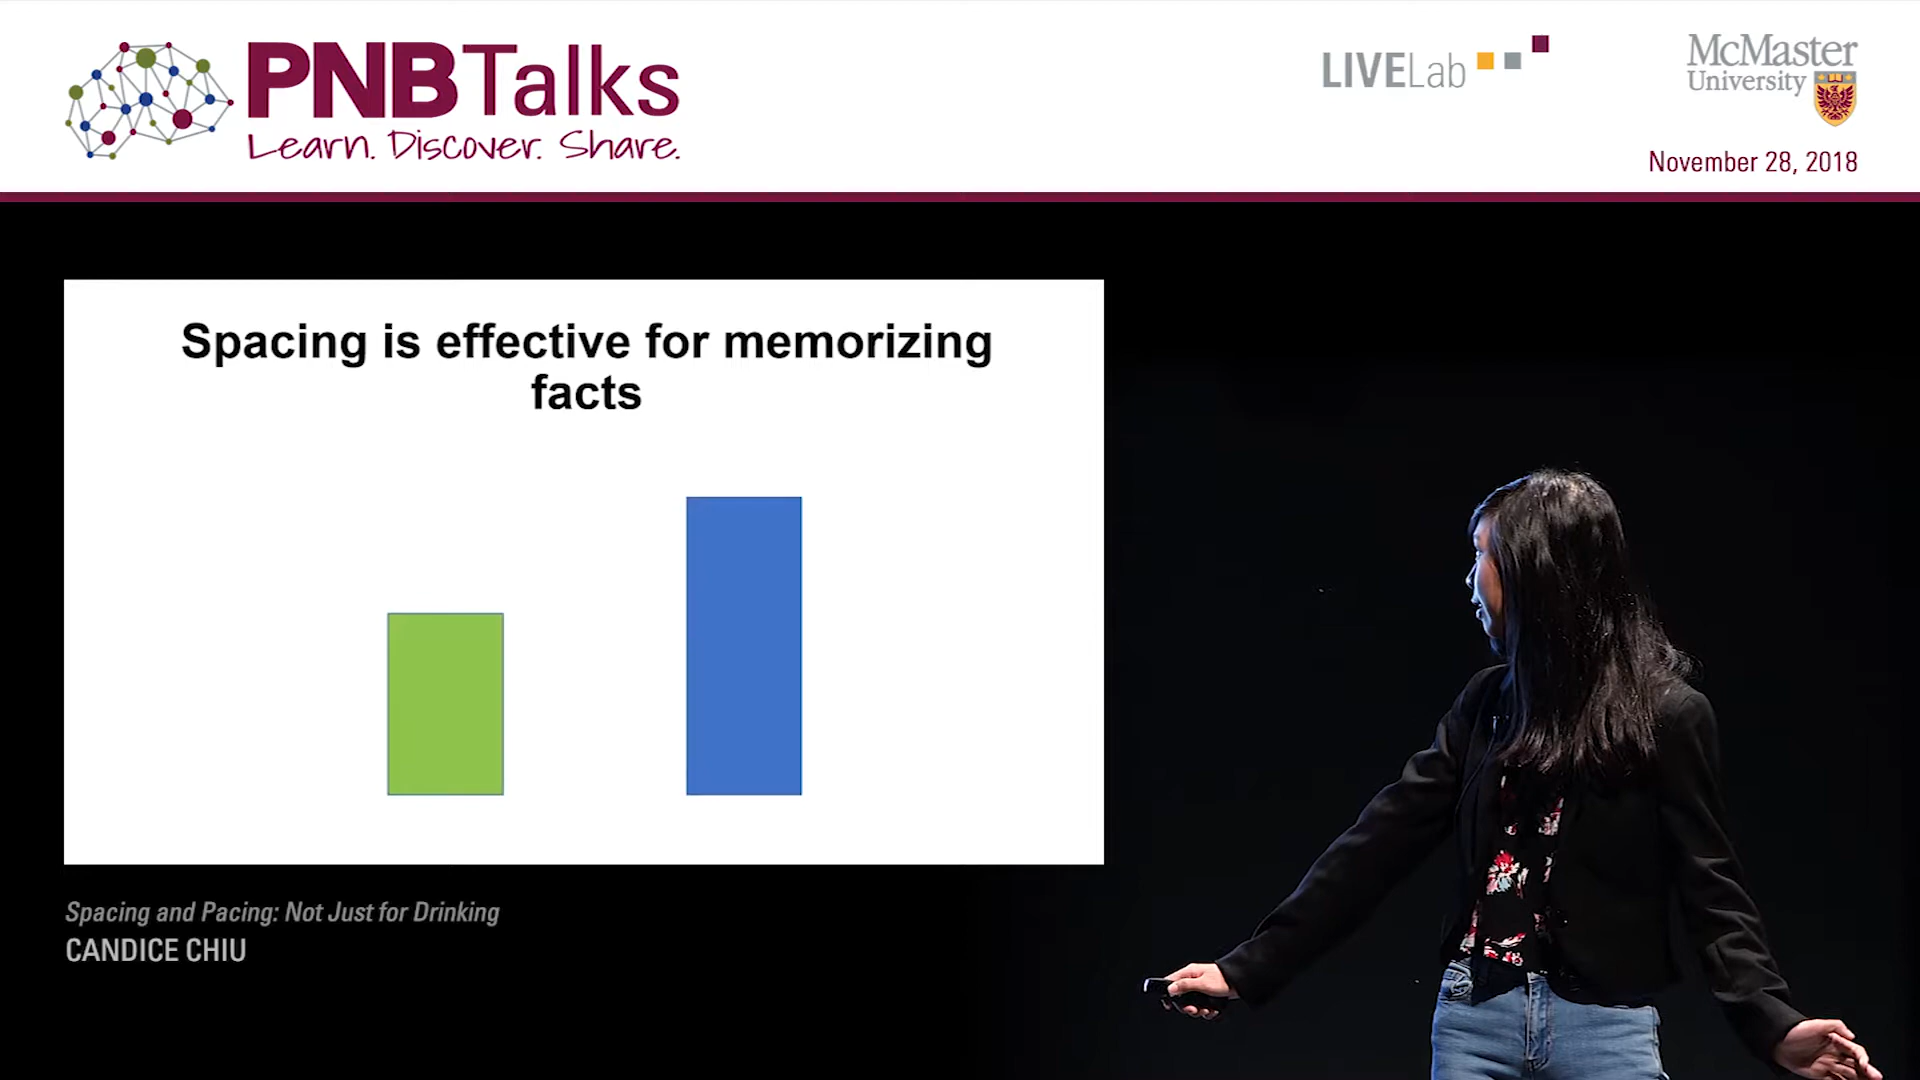 PNBTalks
Learn. Discover. Share.
LIVELab
McMaster
University
November 28, 2018
Spacing is effective for memorizing
facts
Spacing and Pacing: Not Just for Drinking
CANDICE CHIU